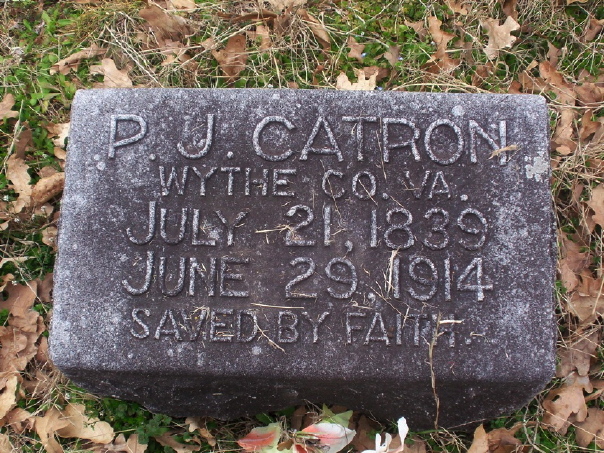 P. J. CATRON
WYTHE CO. VA.
JULY 21, 1839
JUNE 29, 1914
SAVED BY FAITH.